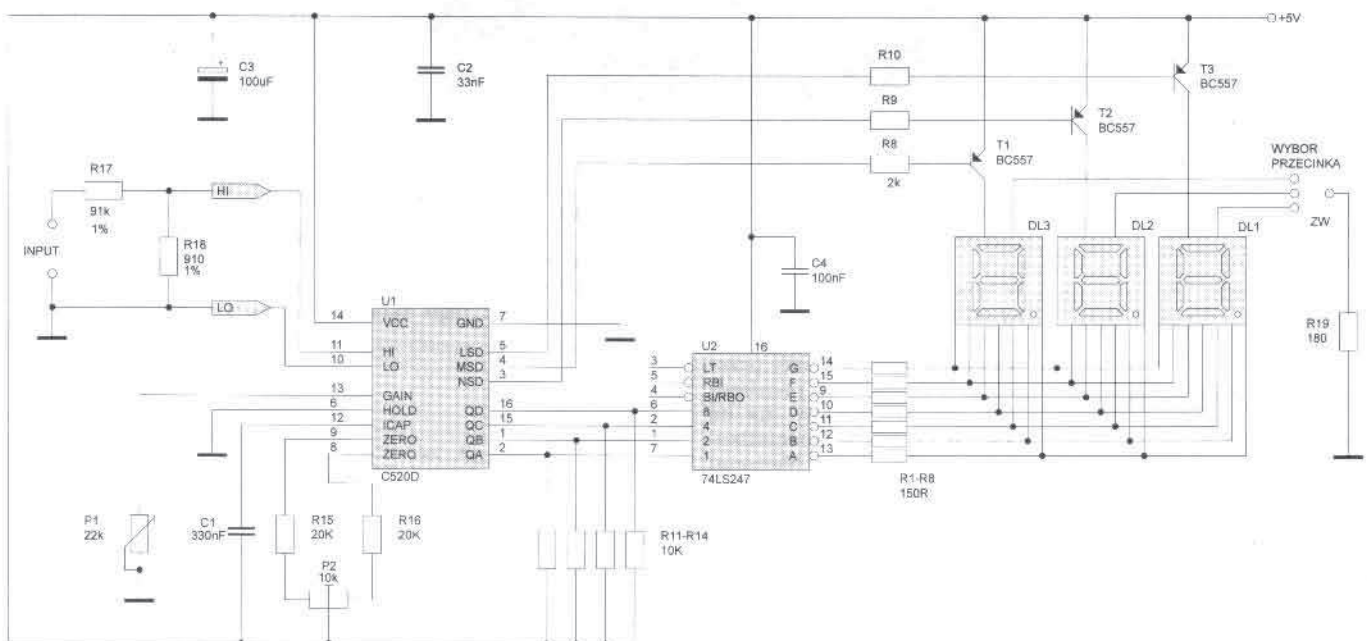 +5V
C3
100uF
+
C2
33nF
R10
R9
R8
2k
T3
BC557
T2
BC557
T1
BC557
WYBOR
PRZECINKA
ZW
R17
91k
1%
HI
INPUT
R18
910
1%
LO
C4
100nF
DL3
DL2
DL1
R19
180
U1
14 VCC GND 7
11 HI LSD 5
10 LO MSD 4
NSD 3
13 GAIN
6 HOLD QD 16
12 ICAP QC 15
9 ZERO QB 1
8 ZERO QA 2
C520D
U2
16
3 LT G 14
5 RBI F 15
4 BI/RBO E 9
6 8 D 10
2 4 C 11
1 2 B 12
7 1 A 13
74LS247
R1-R8
150R
P1
22k
C1
330nF
R15
20K
R16
20K
P2
10k
R11-R14
10K